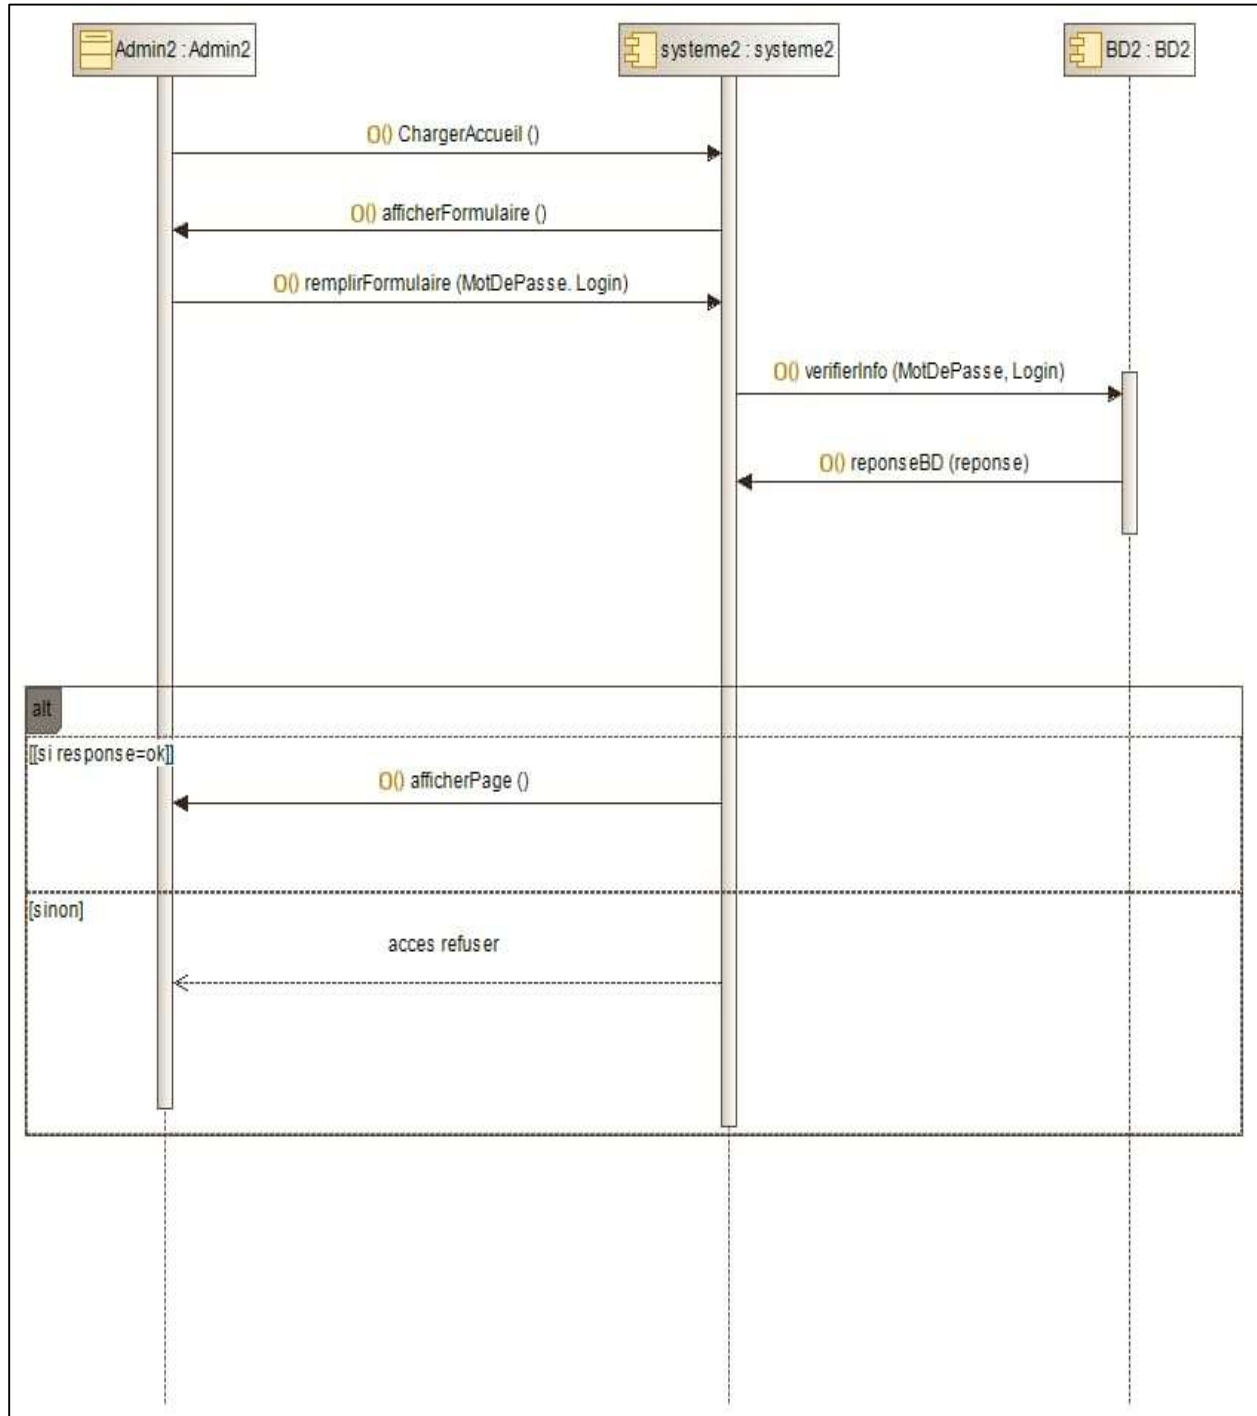 Admin2 : Admin2
systeme2 : systeme2
BD2 : BD2
O() ChargerAccueil ()
O() afficherFormulaire ()
O() remplirFormulaire (MotDePasse. Login)
O() verifierInfo (MotDePasse, Login)
O() reponseBD (reponse)
alt
[[si response=ok]]
O() afficherPage ()
[sinon]
acces refuser